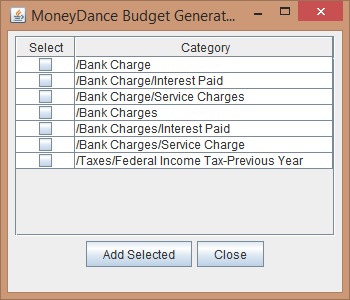 MoneyDance Budget Generat...
Select Category
/Bank Charge
/Bank Charge/Interest Paid
/Bank Charge/Service Charges
/Bank Charges
/Bank Charges/Interest Paid
/Bank Charges/Service Charge
/Taxes/Federal Income Tax-Previous Year
Add Selected Close